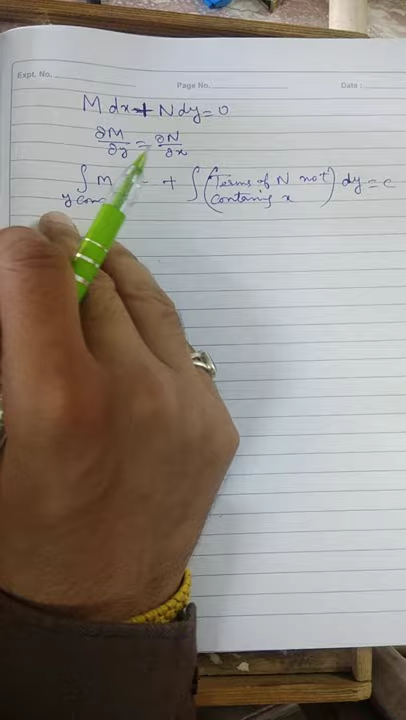 Expt. No.
Page No.
Date :
M dx + N dy = 0
∂M/∂y = ∂N/∂x
∫ M + ∫ (Terms of N not containing x) dy = c
y con